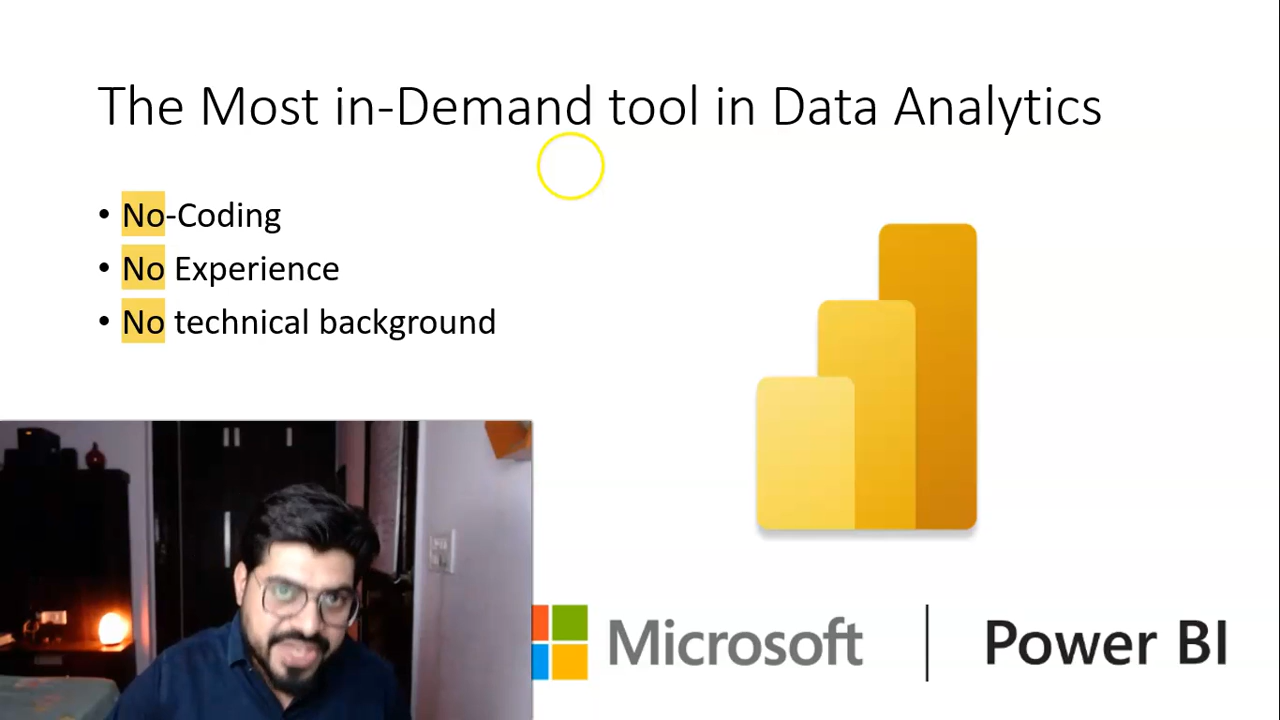 The Most in-Demand tool in Data Analytics
• No-Coding
• No Experience
• No technical background
Microsoft | Power BI